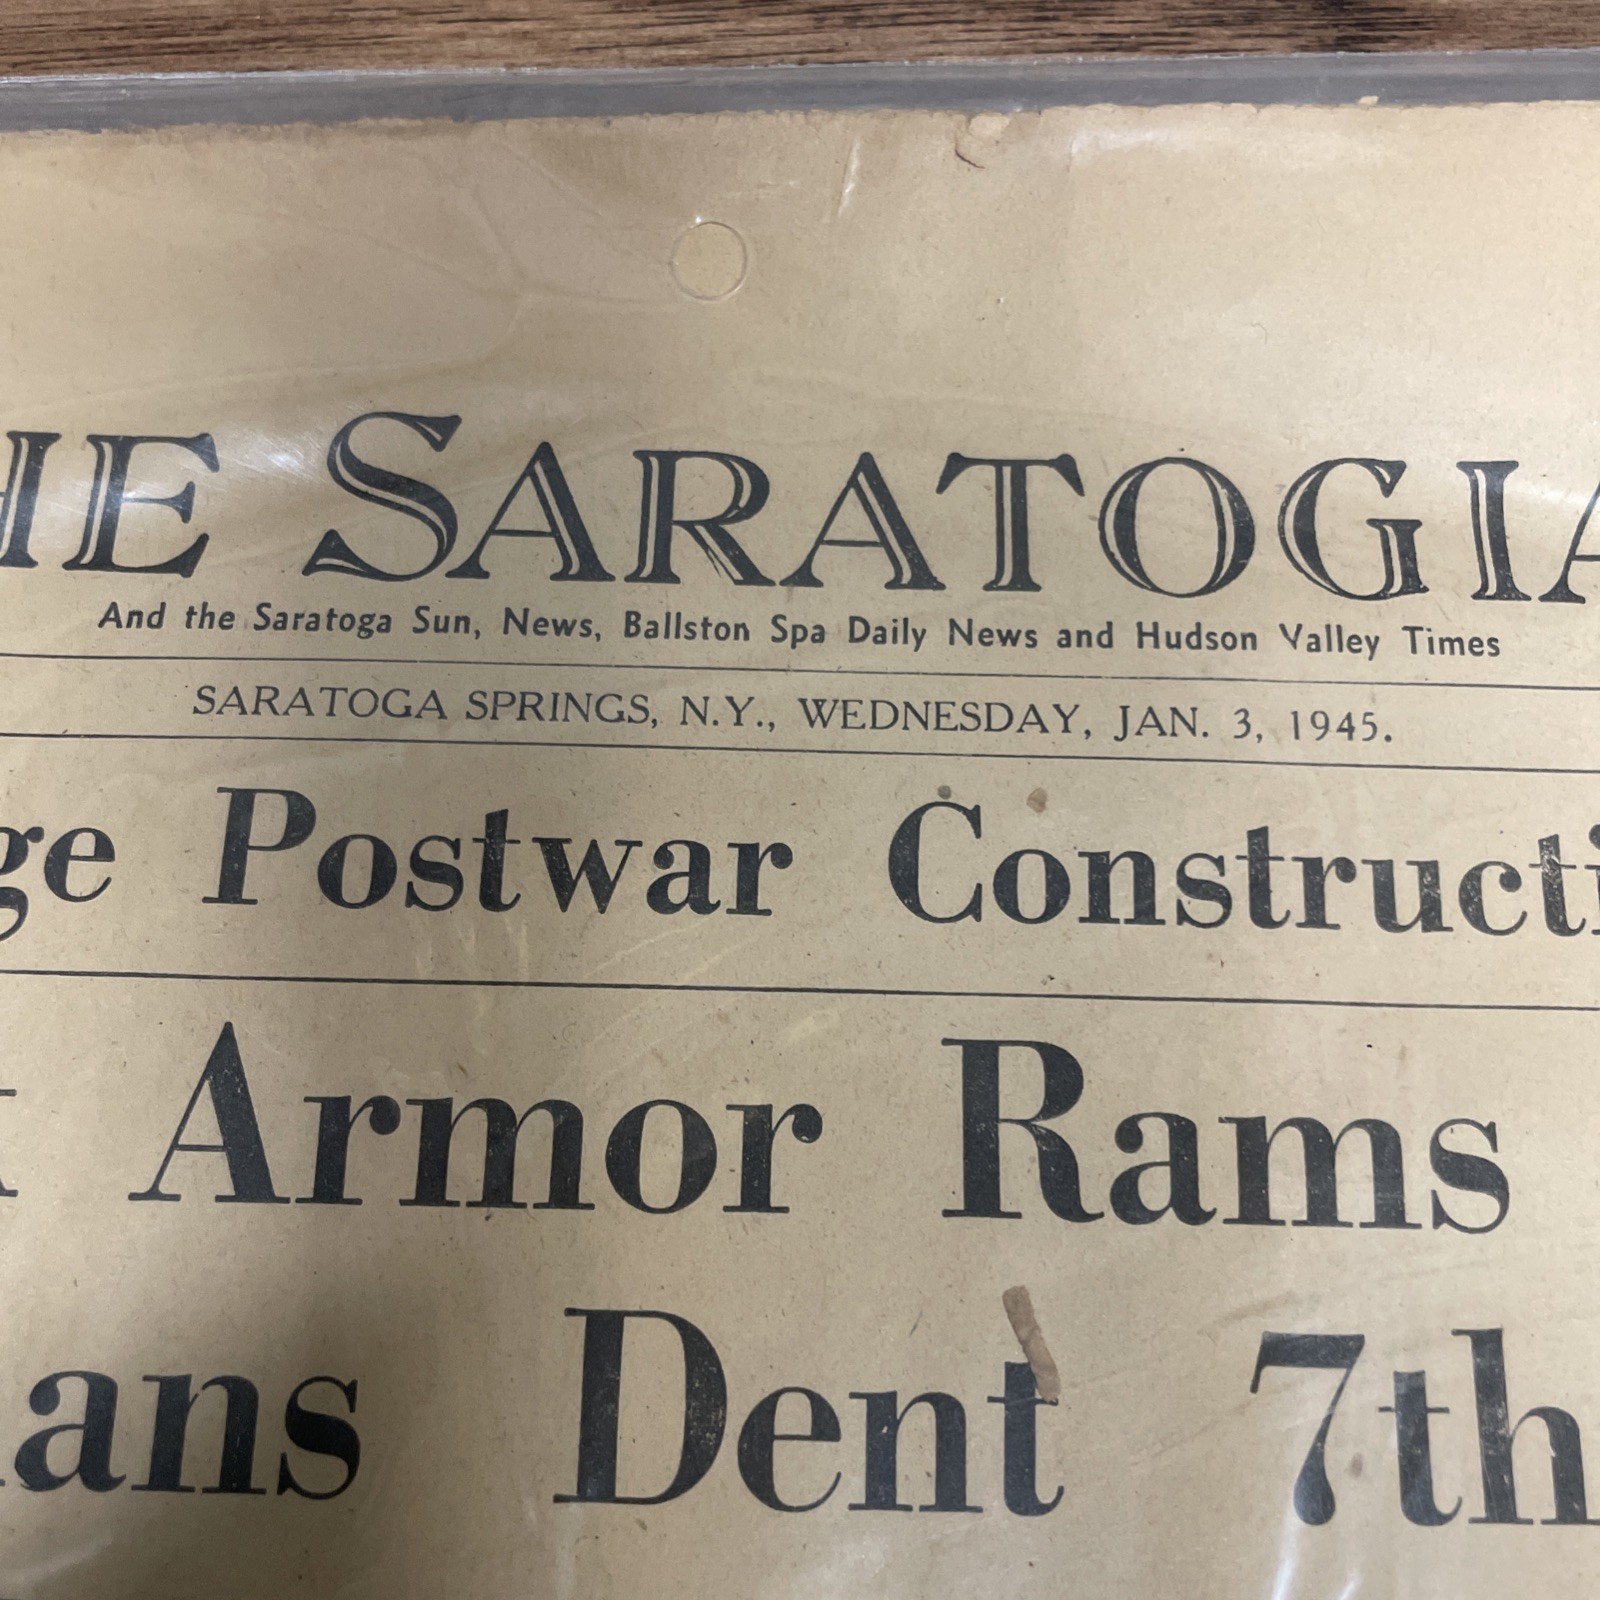 THE SARATOGIA
And the Saratoga Sun, News, Ballston Spa Daily News and Hudson Valley Times
SARATOGA SPRINGS, N.Y., WEDNESDAY, JAN. 3, 1945.
ge Postwar Constructi
Armor Rams
ans Dent 7th